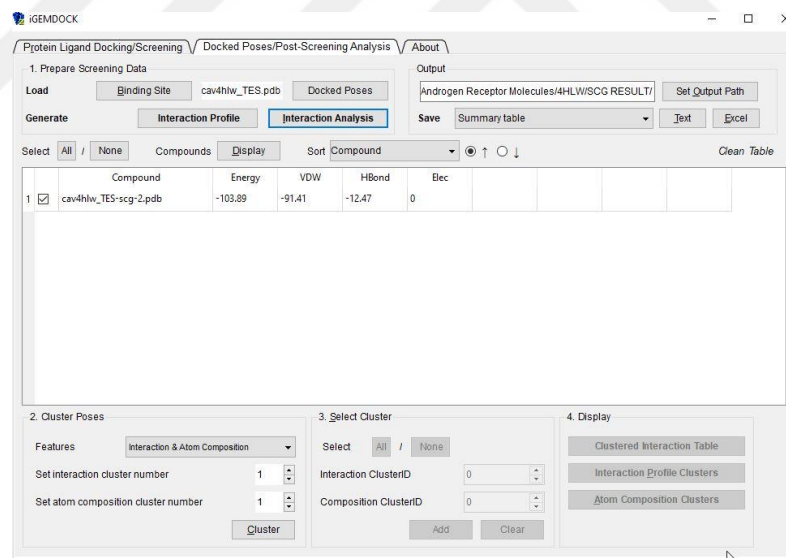 iGEMDOCK
Protein Ligand Docking/Screening Docked Poses/Post-Screening Analysis About
1. Prepare Screening Data
Load Binding Site cav4hlw_TES.pdb Docked Poses
Generate Interaction Profile Interaction Analysis
Output
Androgen Receptor Molecules/4HLW/SCG RESULT/ Set Output Path
Save Summary table Text Excel
Select All / None Compounds Display Sort Compound ↑ ↓ Clean Table
Compound Energy VDW HBond Elec
1 cav4hlw_TES-scg-2.pdb -103.89 -91.41 -12.47 0
2. Cluster Poses
Features Interaction & Atom Composition
Set interaction cluster number 1
Set atom composition cluster number 1
Cluster
3. Select Cluster
Select All / None
Interaction ClusterID 0
Composition ClusterID 0
Add Clear
4. Display
Clustered Interaction Table
Interaction Profile Clusters
Atom Composition Clusters